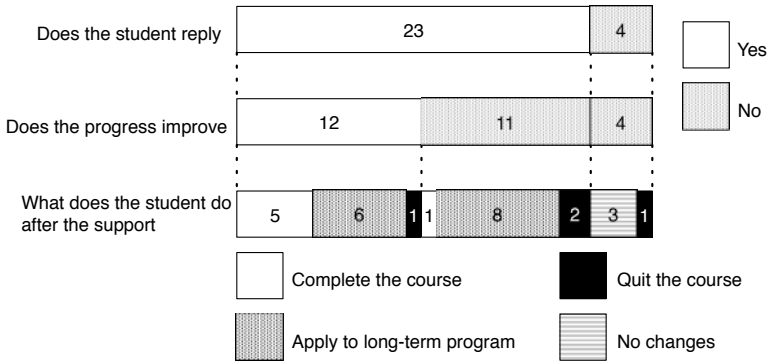 Does the student reply
23
4
Yes
No
Does the progress improve
12
11
4
What does the student do
after the support
5
6
1
1
8
2
3
1
Complete the course
Quit the course
Apply to long-term program
No changes